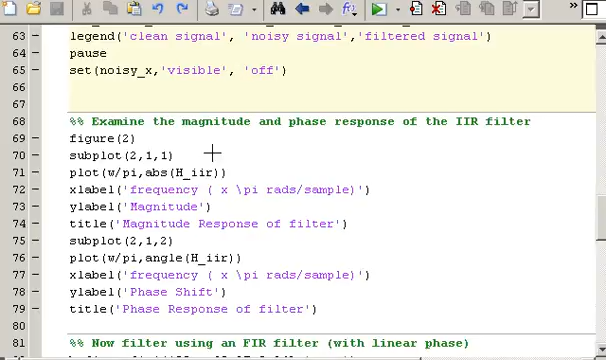 63 legend('clean signal', 'noisy signal','filtered signal')
64 pause
65 set(noisy_x,'visible', 'off')
66
67
68 %% Examine the magnitude and phase response of the IIR filter
69 figure(2)
70 subplot(2,1,1)
71 plot(w/pi,abs(H_iir))
72 xlabel('frequency ( x \pi rads/sample)')
73 ylabel('Magnitude')
74 title('Magnitude Response of filter')
75 subplot(2,1,2)
76 plot(w/pi,angle(H_iir))
77 xlabel('frequency ( x \pi rads/sample)')
78 ylabel('Phase Shift')
79 title('Phase Response of filter')
80
81 %% Now filter using an FIR filter (with linear phase)